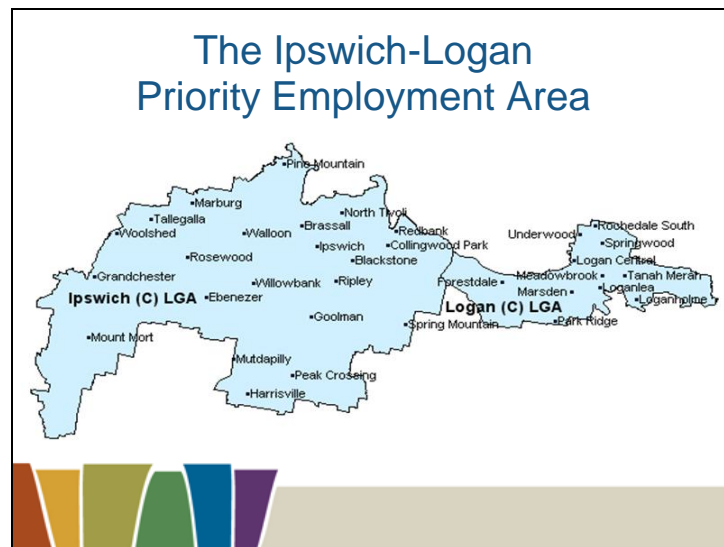 The Ipswich-Logan
Priority Employment Area
Pine Mountain
Marburg
North Tivoli
Tallegalla
Brassall
Rochedale South
Woolshed
Walloon
Redbank
Underwood
Ipswich
Collingwood Park
Springwood
Rosewood
Blackstone
Logan Central
Grandchester
Willowbank
Ripley
Forestdale
Meadowbrook
Tanah Merah
Ipswich (C) LGA
Ebenezer
Marsden
Loganlea
Logan (C) LGA
Loganholme
Goolman
Mount Mort
Spring Mountain
Park Ridge
Mutdapilly
Peak Crossing
Harrisville